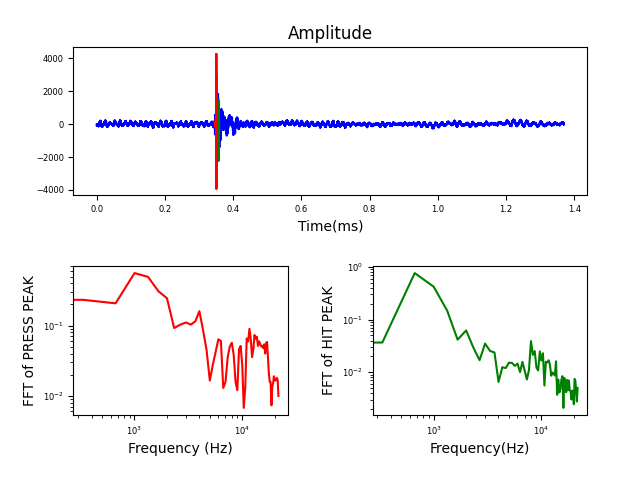 Amplitude
4000
2000
0
−2000
−4000
0.0 0.2 0.4 0.6 0.8 1.0 1.2 1.4
Time(ms)
FFT of PRESS PEAK
10⁻¹
10⁻²
10³ 10⁴
Frequency (Hz)
FFT of HIT PEAK
10⁰
10⁻¹
10⁻²
10³ 10⁴
Frequency(Hz)